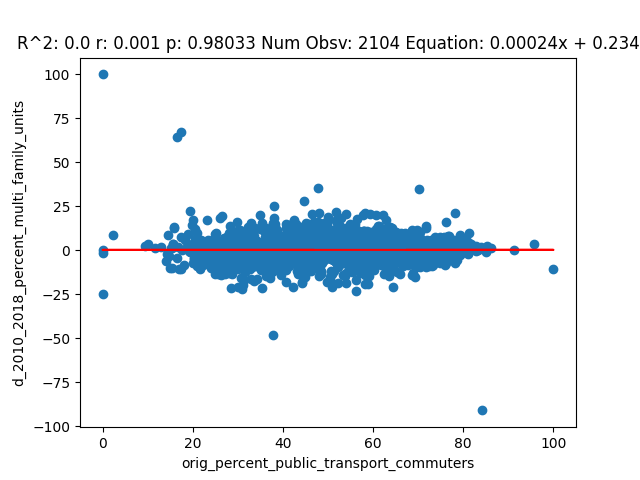 R^2: 0.0 r: 0.001 p: 0.98033 Num Obsv: 2104 Equation: 0.00024x + 0.234
d_2010_2018_percent_multi_family_units
100
75
50
25
0
−25
−50
−75
−100
0 20 40 60 80 100
orig_percent_public_transport_commuters